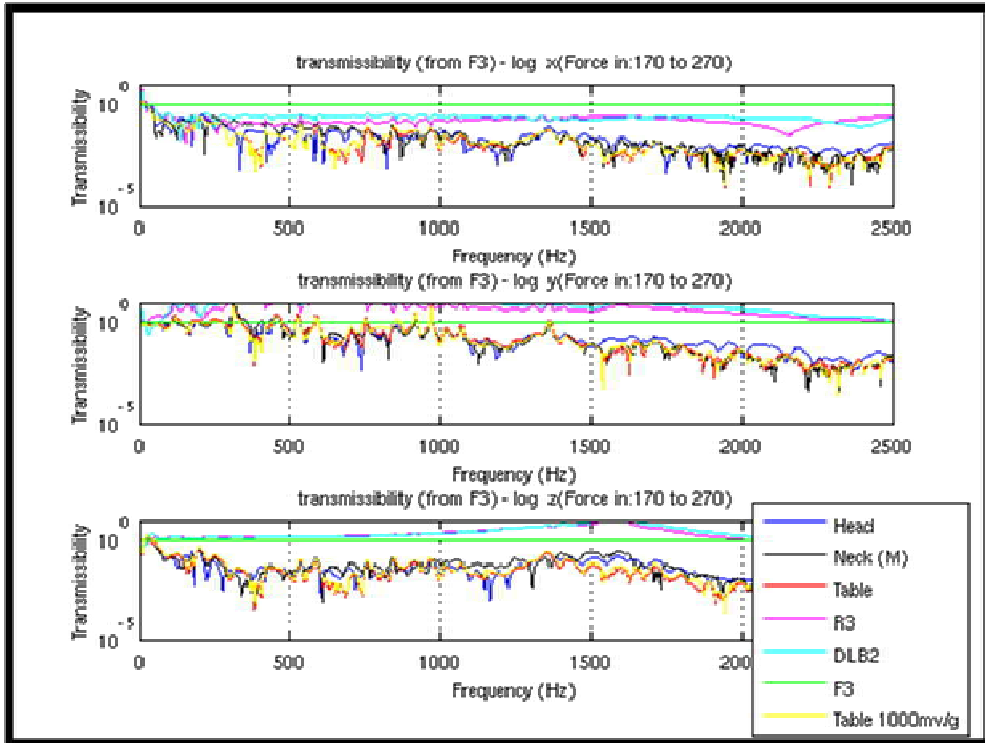 transmissibility (from F3) - log x(Force in:170 to 270)
Transmissibility
10 0
10 -5
0 500 1000 1500 2000 2500
Frequency (Hz)
transmissibility (from F3) - log y(Force in:170 to 270)
Transmissibility
10 0
10 -5
0 500 1000 1500 2000 2500
Frequency (Hz)
transmissibility (from F3) - log z(Force in:170 to 270)
Transmissibility
10 0
10 -5
0 500 1000 1500 200
Frequency (Hz)
Head
Neck (M)
Table
R3
DLB2
F3
Table 1000mv/g